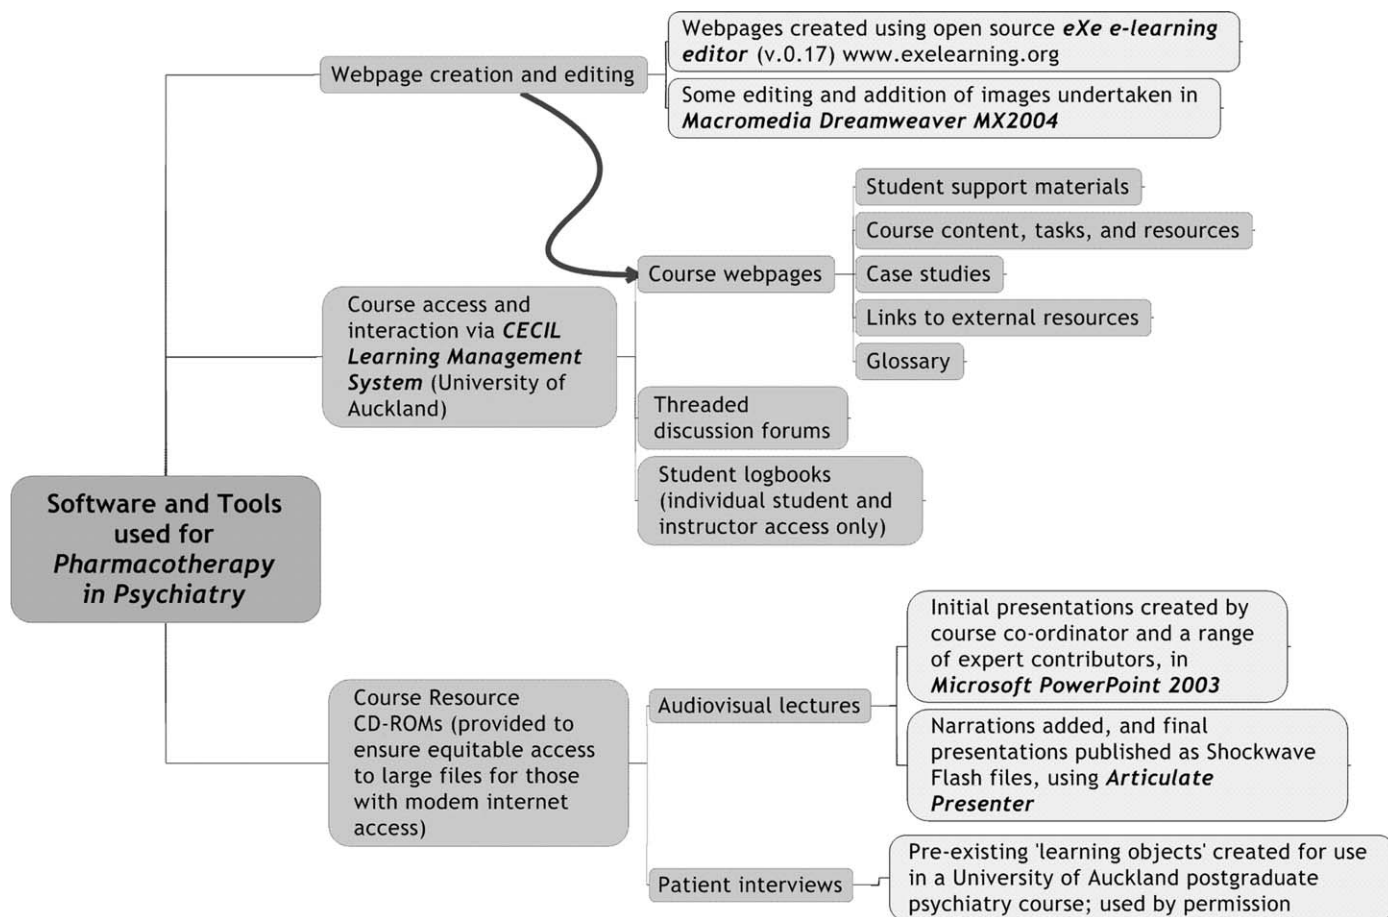 Webpages created using open source eXe e-learning
editor (v.0.17) www.exelearning.org
Webpage creation and editing
Some editing and addition of images undertaken in
Macromedia Dreamweaver MX2004
Student support materials
Course content, tasks, and resources
Course webpages
Case studies
Links to external resources
Glossary
Course access and
interaction via CECIL
Learning Management
System (University of
Auckland)
Threaded
discussion forums
Student logbooks
(individual student and
instructor access only)
Software and Tools
used for
Pharmacotherapy
in Psychiatry
Initial presentations created by
course co-ordinator and a range
of expert contributors, in
Microsoft PowerPoint 2003
Course Resource
CD-ROMs (provided to
ensure equitable access
to large files for those
with modem internet
access)
Audiovisual lectures
Narrations added, and final
presentations published as Shockwave
Flash files, using Articulate
Presenter
Patient interviews
Pre-existing 'learning objects' created for use
in a University of Auckland postgraduate
psychiatry course; used by permission